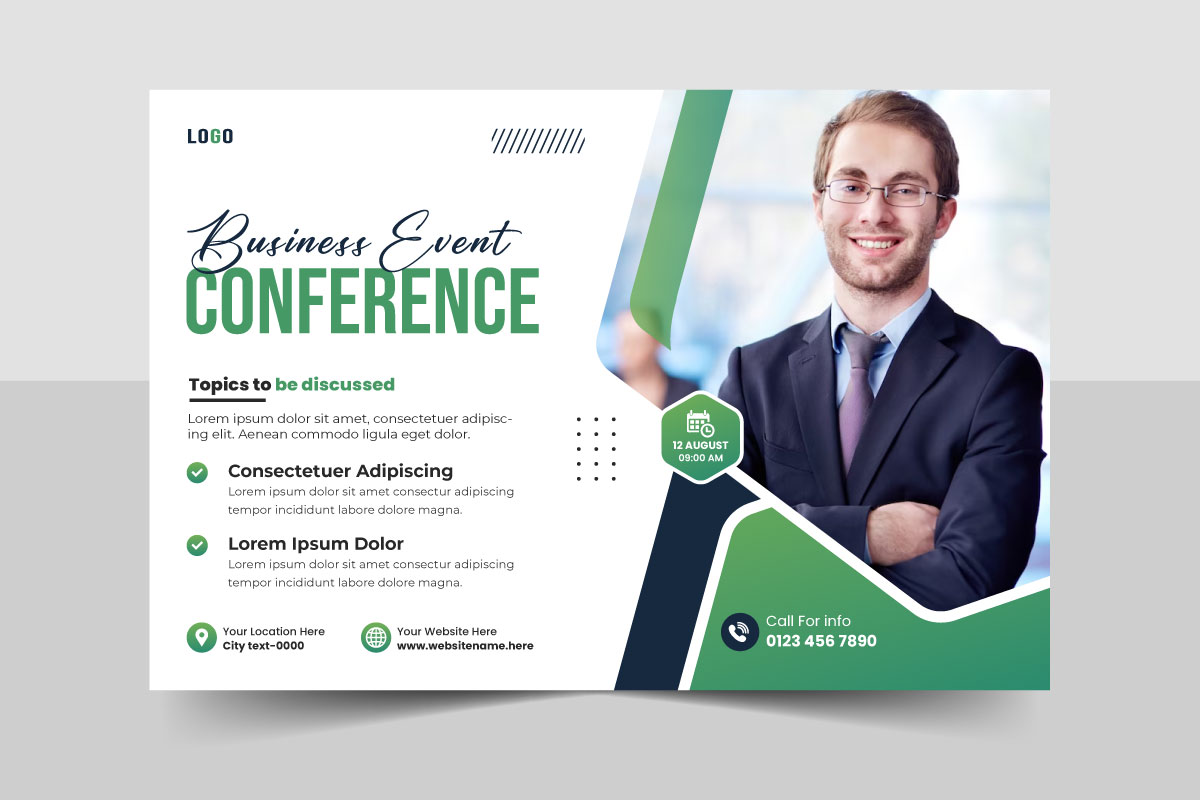 LOGO
Business Event
CONFERENCE
Topics to be discussed
Lorem ipsum dolor sit amet, consectetuer adipisc-
ing elit. Aenean commodo ligula eget dolor.
Consectetuer Adipiscing
Lorem ipsum dolor sit amet consectur adipiscing
tempor incididunt labore dolore magna.
Lorem Ipsum Dolor
Lorem ipsum dolor sit amet consectur adipiscing
tempor incididunt labore dolore magna.
Your Location Here
City text-0000
Your Website Here
www.websitename.here
12 AUGUST
09:00 AM
Call For info
0123 456 7890